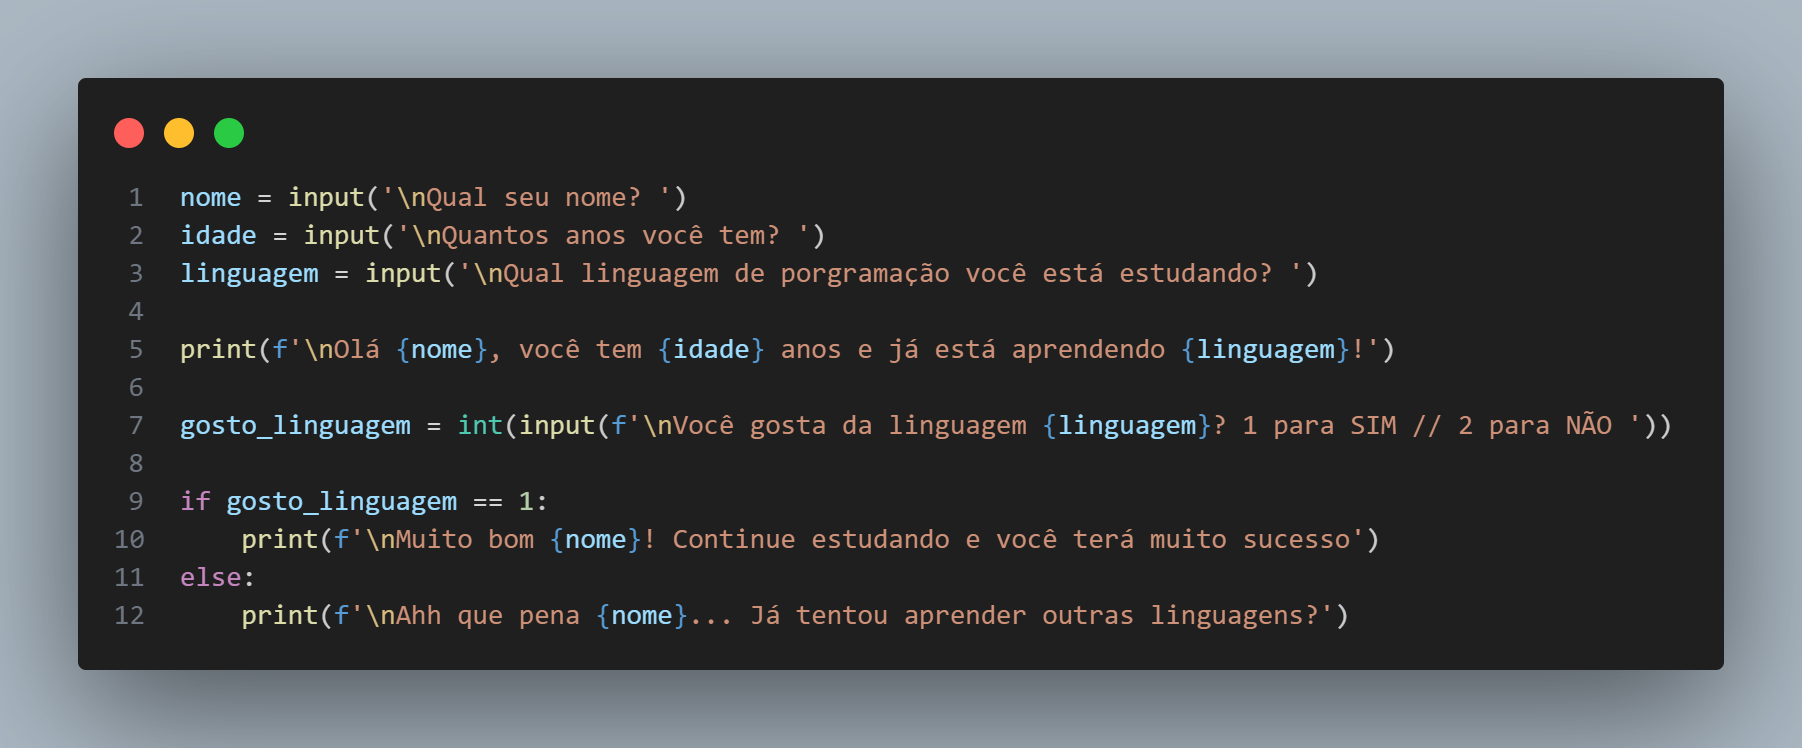 1 nome = input('\nQual seu nome? ')
2 idade = input('\nQuantos anos você tem? ')
3 linguagem = input('\nQual linguagem de porgramação você está estudando? ')
4
5 print(f'\nOlá {nome}, você tem {idade} anos e já está aprendendo {linguagem}!')
6
7 gosto_linguagem = int(input(f'\nVocê gosta da linguagem {linguagem}? 1 para SIM // 2 para NÃO '))
8
9 if gosto_linguagem == 1:
10     print(f'\nMuito bom {nome}! Continue estudando e você terá muito sucesso')
11 else:
12     print(f'\nAhh que pena {nome}... Já tentou aprender outras linguagens?')